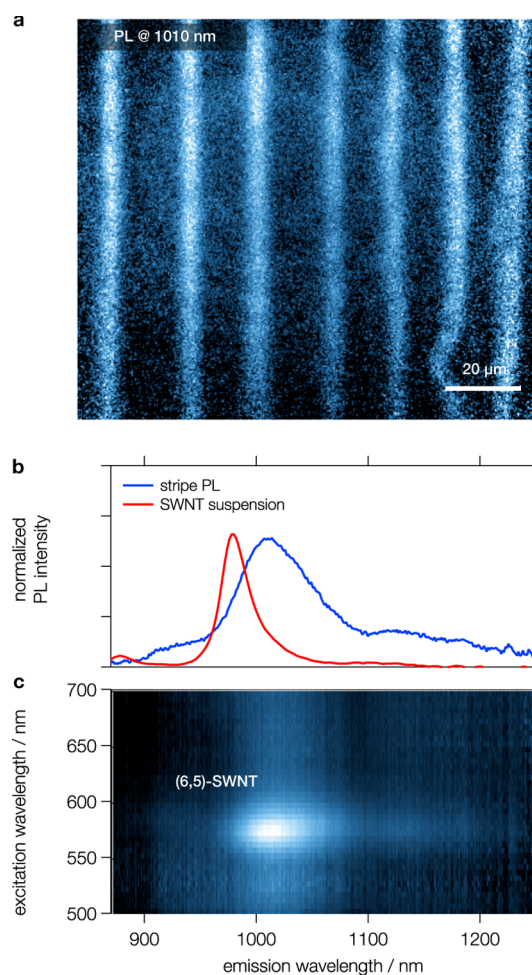 a
PL @ 1010 nm
20 µm
b
normalized
PL intensity
stripe PL
SWNT suspension
c
excitation wavelength / nm
700
650
600
550
500
(6,5)-SWNT
900
1000
1100
1200
emission wavelength / nm